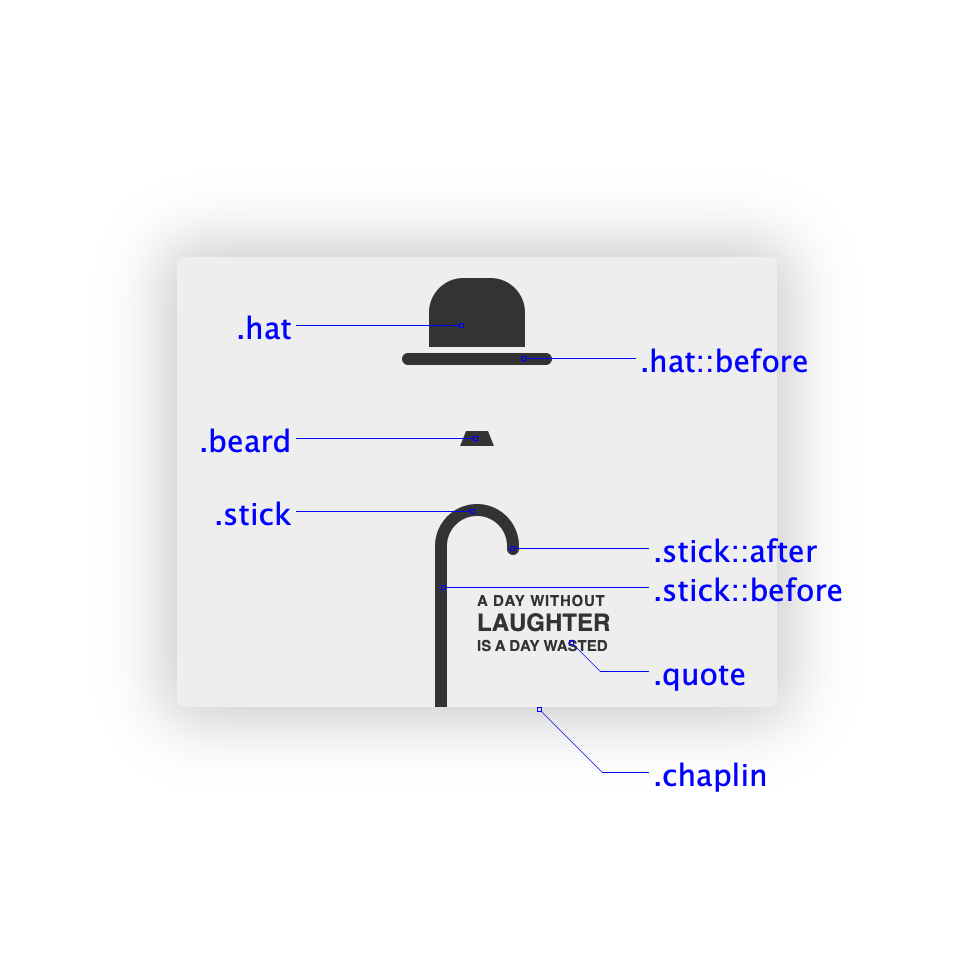 .hat
.hat::before
.beard
.stick
.stick::after
.stick::before
A DAY WITHOUT
LAUGHTER
IS A DAY WASTED
.quote
.chaplin